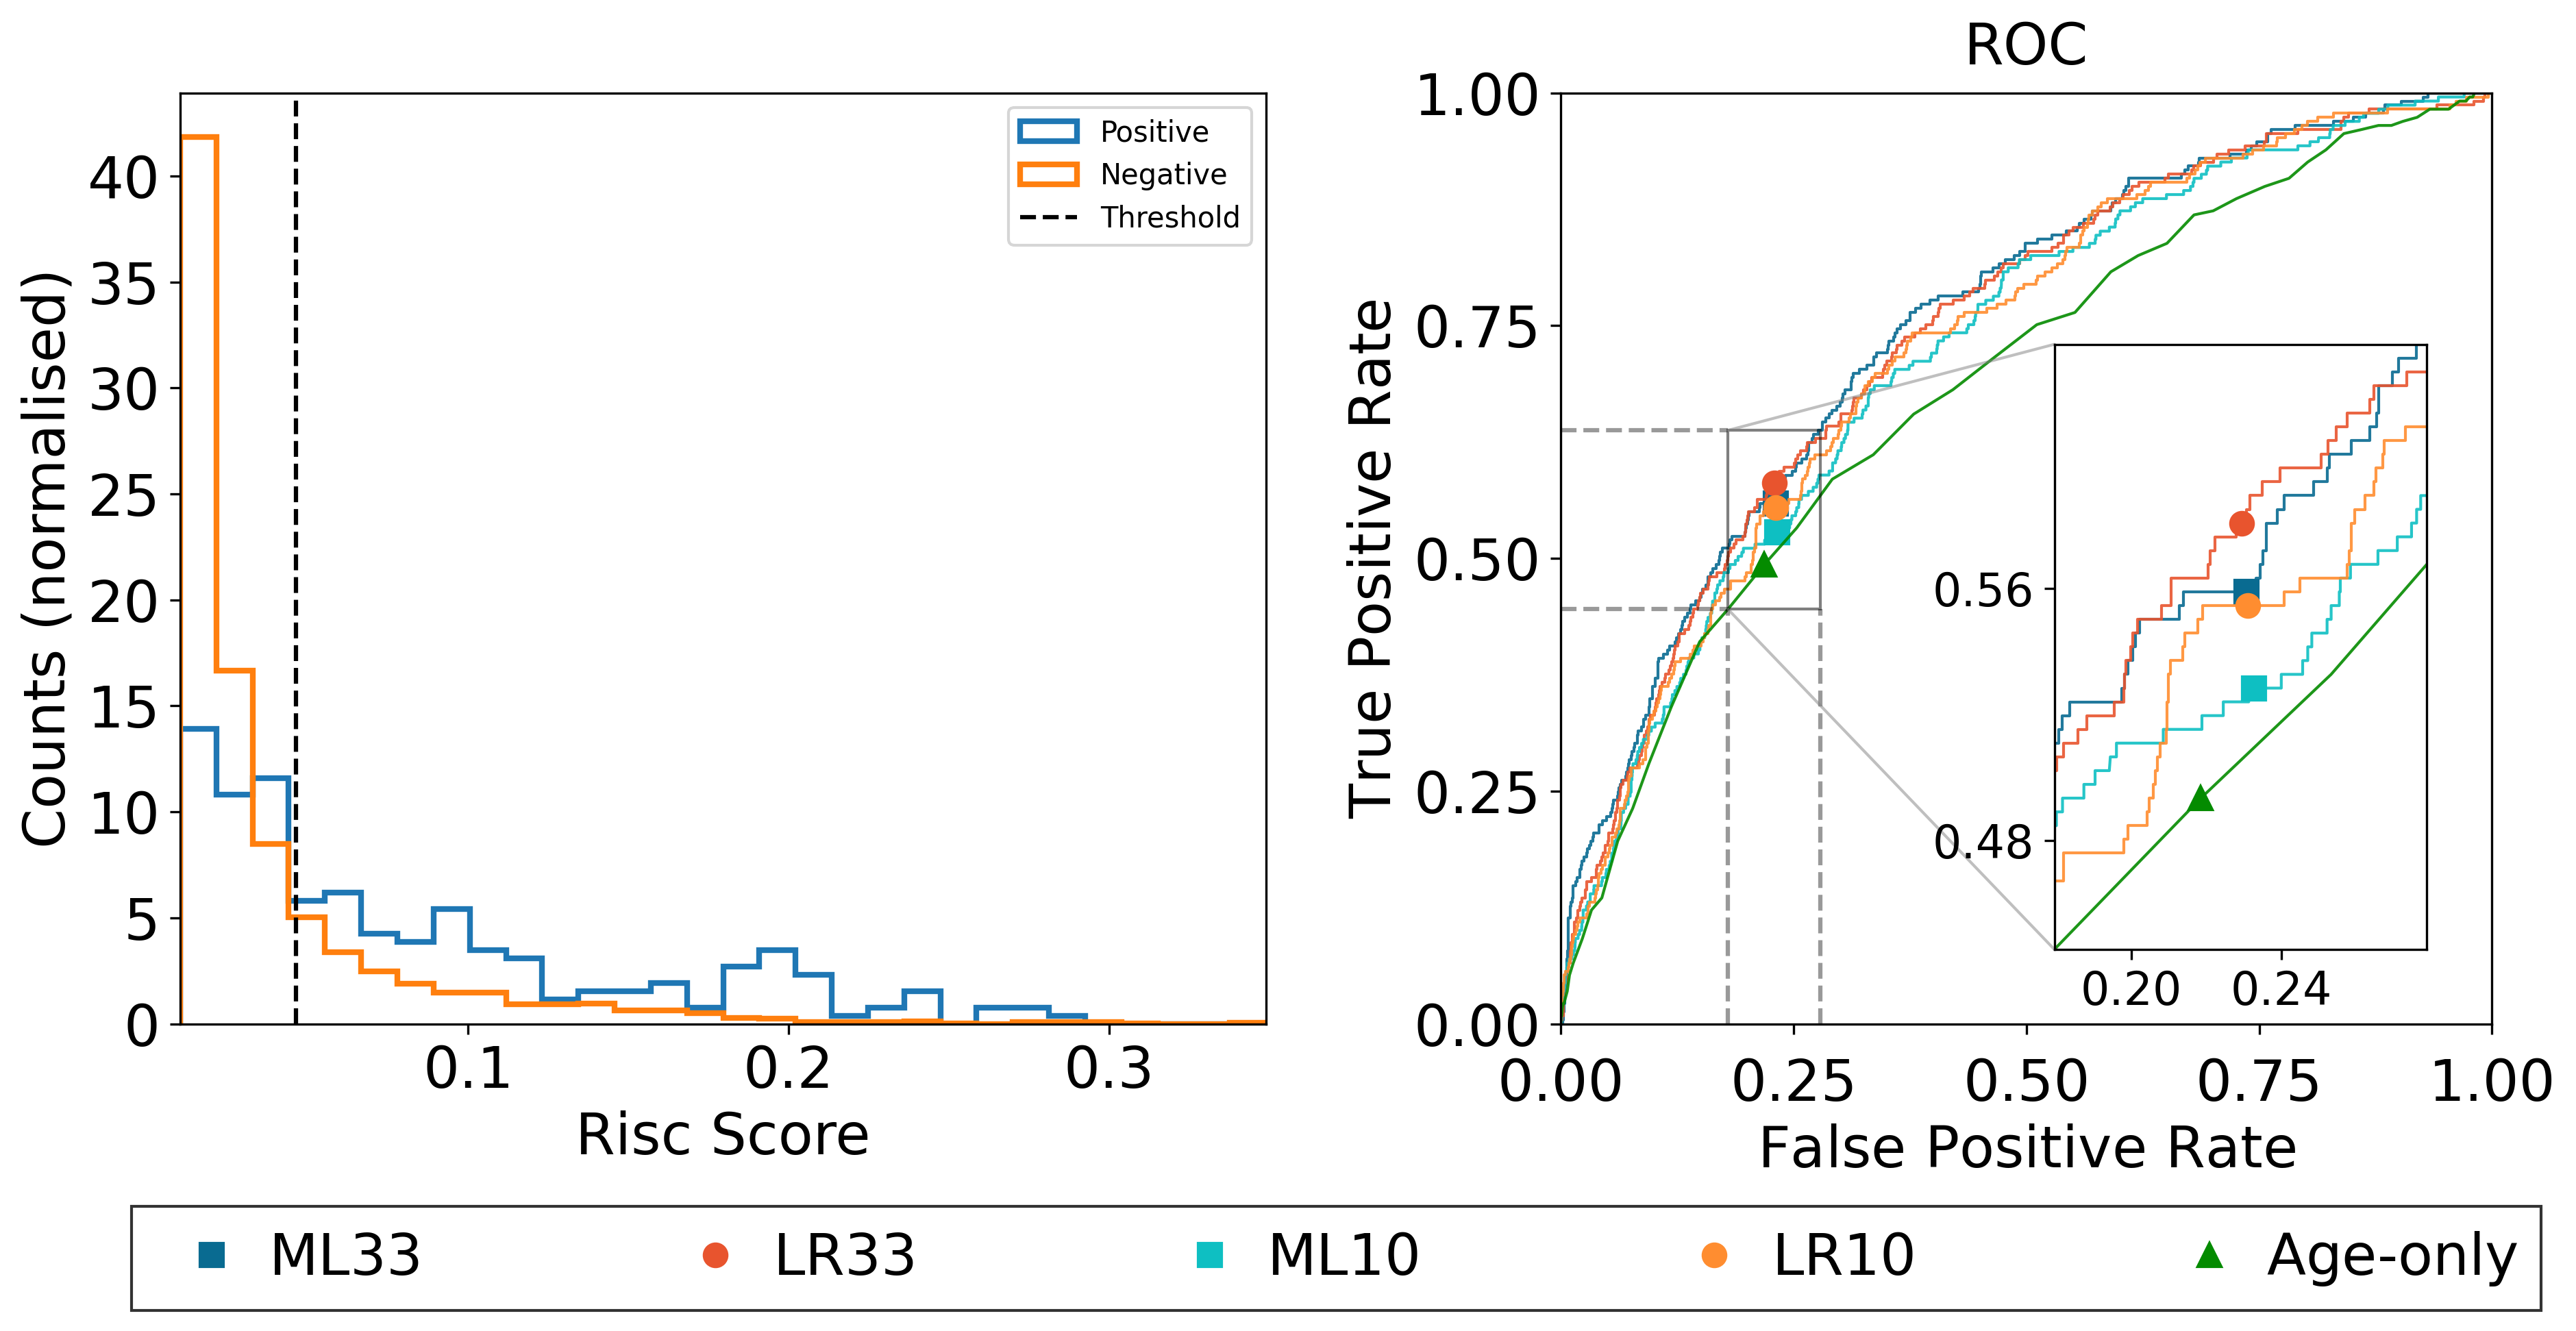 Counts (normalised)
40
35
30
25
20
15
10
5
0
0.1
0.2
0.3
Risc Score
Positive
Negative
Threshold
ROC
True Positive Rate
1.00
0.75
0.50
0.25
0.00
0.00
0.25
0.50
0.75
1.00
False Positive Rate
0.56
0.48
0.20
0.24
ML33
LR33
ML10
LR10
Age-only